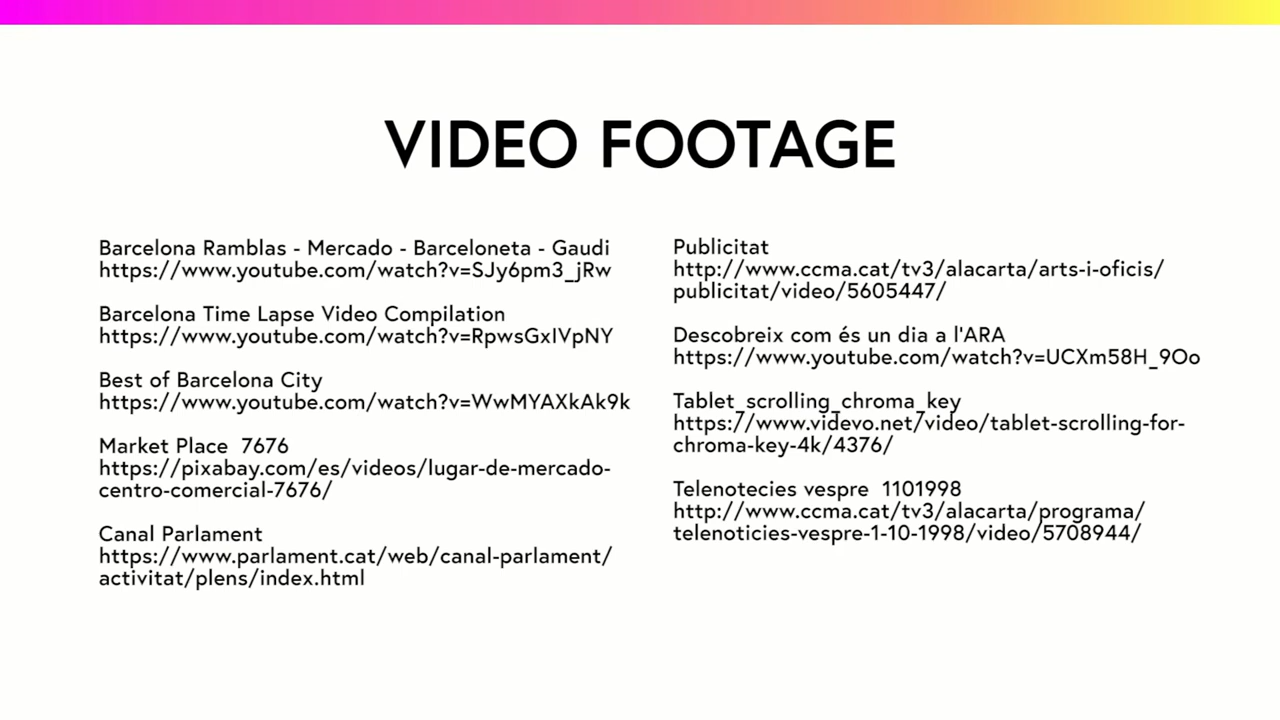 VIDEO FOOTAGE
Barcelona Ramblas - Mercado - Barceloneta - Gaudi
https://www.youtube.com/watch?v=SJy6pm3_jRw
Barcelona Time Lapse Video Compilation
https://www.youtube.com/watch?v=RpwsGxIVpNY
Best of Barcelona City
https://www.youtube.com/watch?v=WwMYAXkAk9k
Market Place  7676
https://pixabay.com/es/videos/lugar-de-mercado-
centro-comercial-7676/
Canal Parlament
https://www.parlament.cat/web/canal-parlament/
activitat/plens/index.html
Publicitat
http://www.ccma.cat/tv3/alacarta/arts-i-oficis/
publicitat/video/5605447/
Descobreix com és un dia a l'ARA
https://www.youtube.com/watch?v=UCXm58H_9Oo
Tablet_scrolling_chroma_key
https://www.videvo.net/video/tablet-scrolling-for-
chroma-key-4k/4376/
Telenotecies vespre  1101998
http://www.ccma.cat/tv3/alacarta/programa/
telenoticies-vespre-1-10-1998/video/5708944/